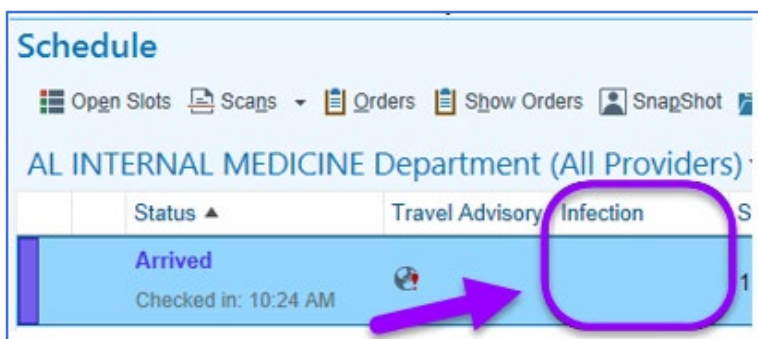 Schedule
Open Slots Scans Orders Show Orders SnapShot
AL INTERNAL MEDICINE Department (All Providers)
Status Travel Advisory Infection S
Arrived
Checked in: 10:24 AM
1